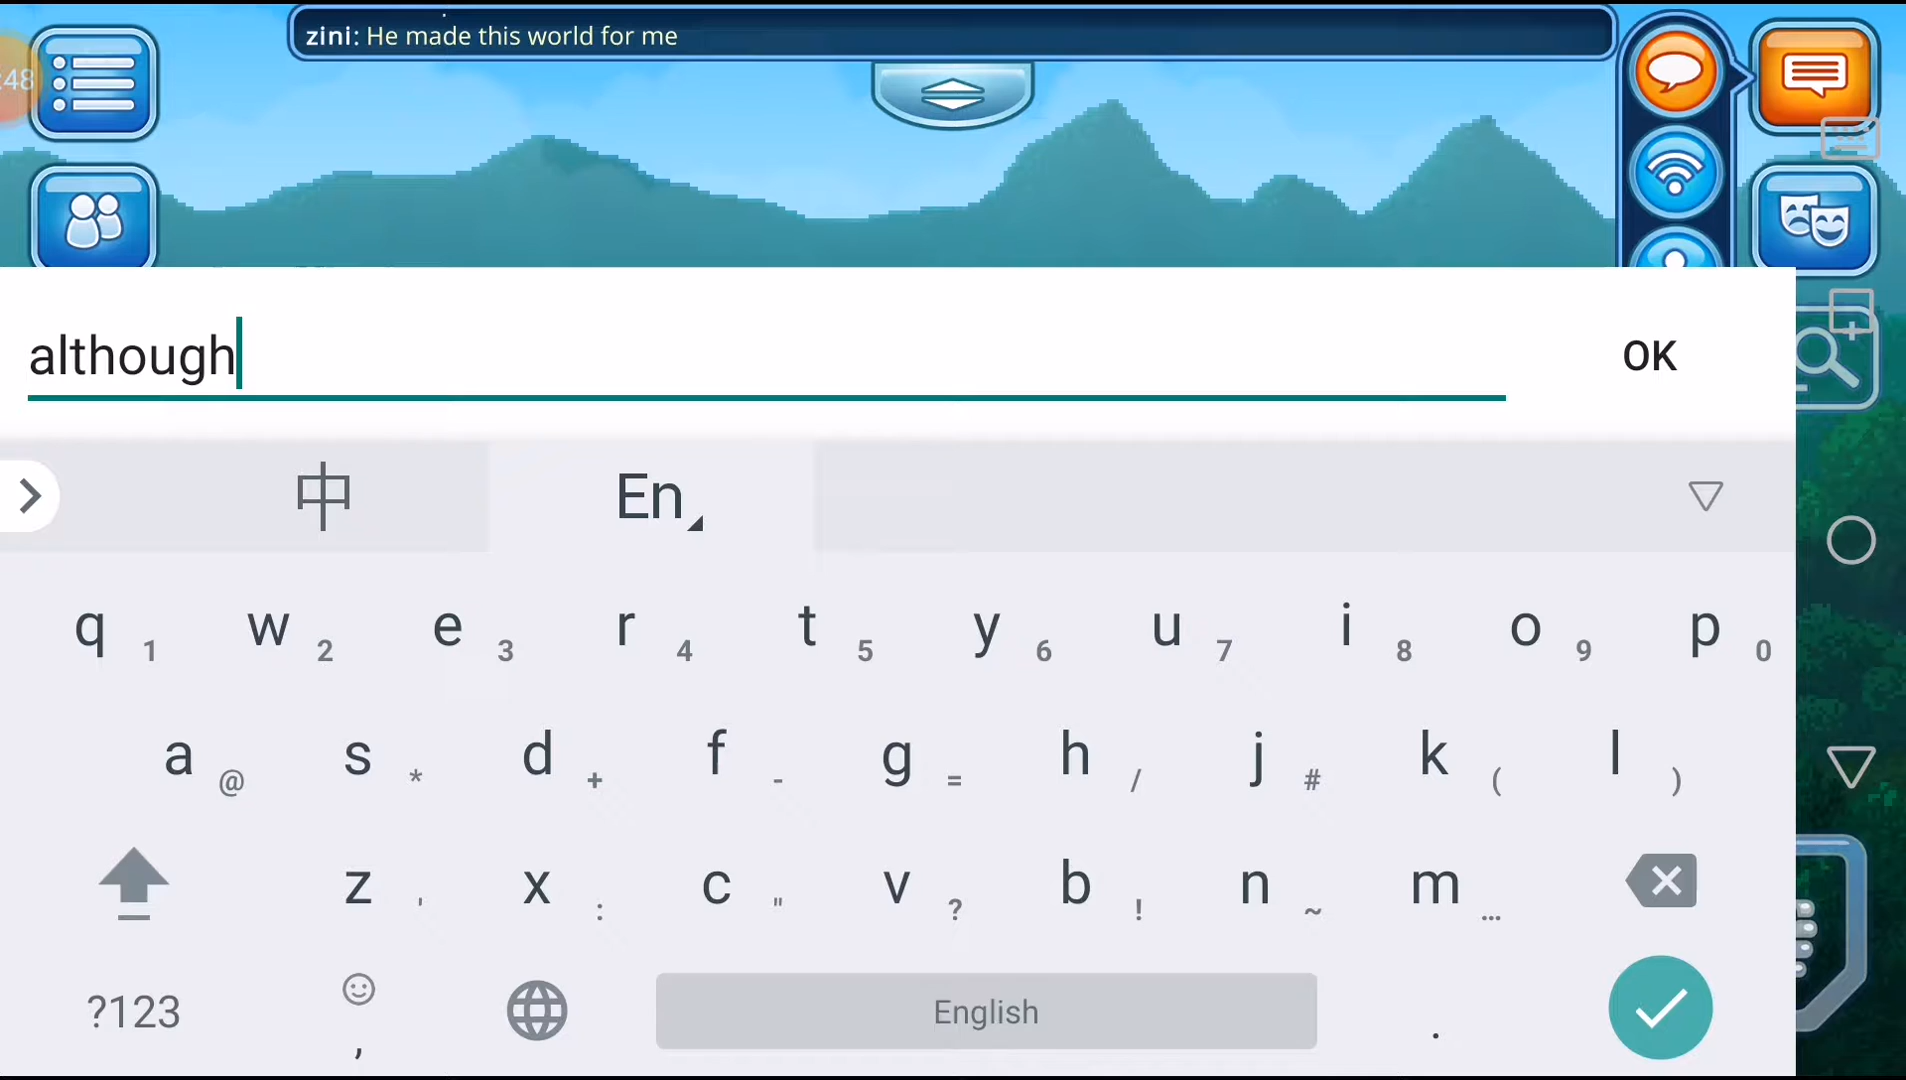 zini: He made this world for me
:48
although
OK
中 En
q 1 w 2 e 3 r 4 t 5 y 6 u 7 i 8 o 9 p 0
a @ s * d + f - g = h / j # k ( l )
z ' x : c " v ? b ! n ~ m …
?123 , English .